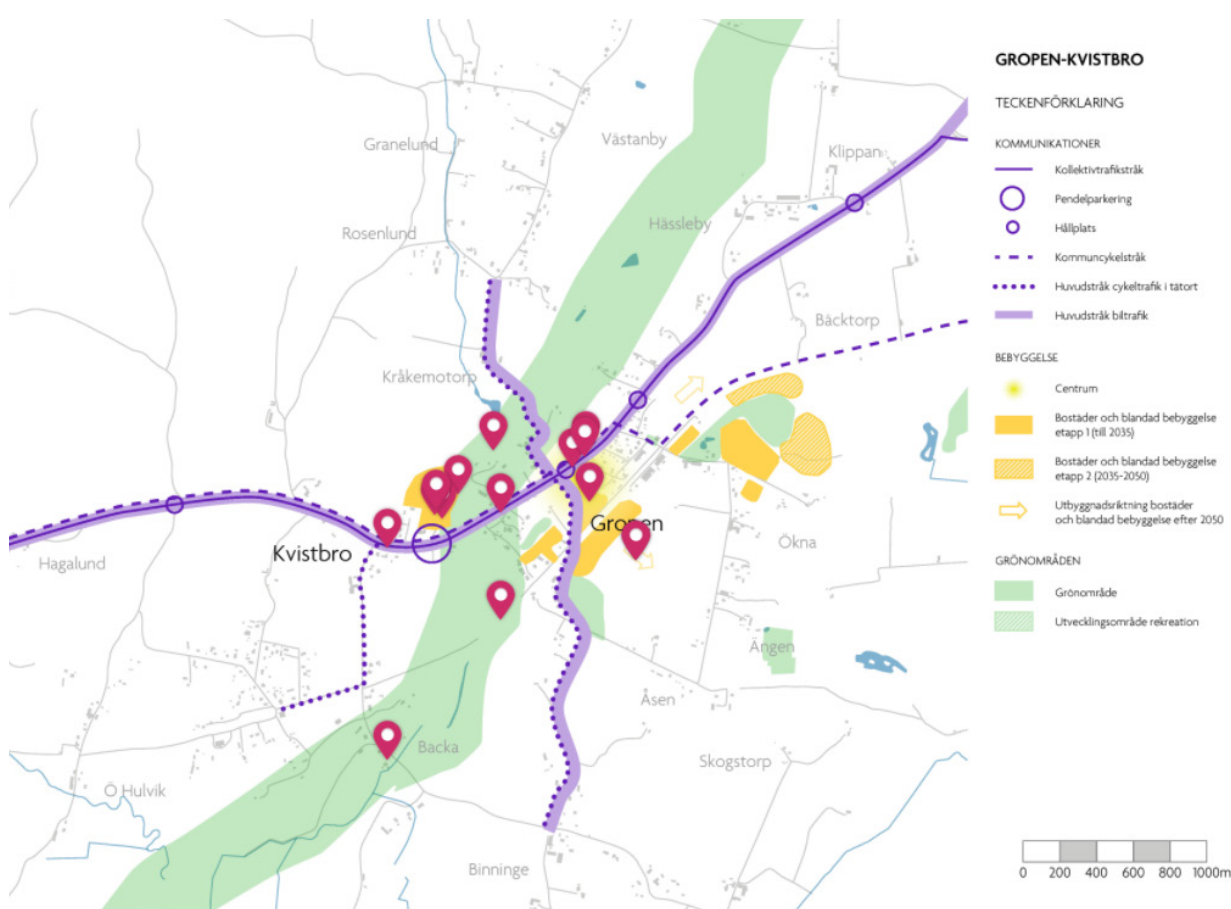 Granelund
Västanby
Klippan
Rosenlund
Hässleby
Bäcktorp
Kråkemotorp
Gropen
Kvistbro
Hagalund
Ökna
Ängen
Åsen
Backa
Skogstorp
Ö Hulvik
Binninge
GROPEN-KVISTBRO
TECKENFÖRKLARING
KOMMUNIKATIONER
Kollektivtrafikstråk
Pendelparkering
Hållplats
Kommuncykelstråk
Huvudstråk cykeltrafik i tätort
Huvudstråk biltrafik
BEBYGGELSE
Centrum
Bostäder och blandad bebyggelse
etapp 1 (till 2035)
Bostäder och blandad bebyggelse
etapp 2 (2035-2050)
Utbyggnadsriktning bostäder
och blandad bebyggelse efter 2050
GRÖNOMRÅDEN
Grönområde
Utvecklingsområde rekreation
0 200 400 600 800 1000m